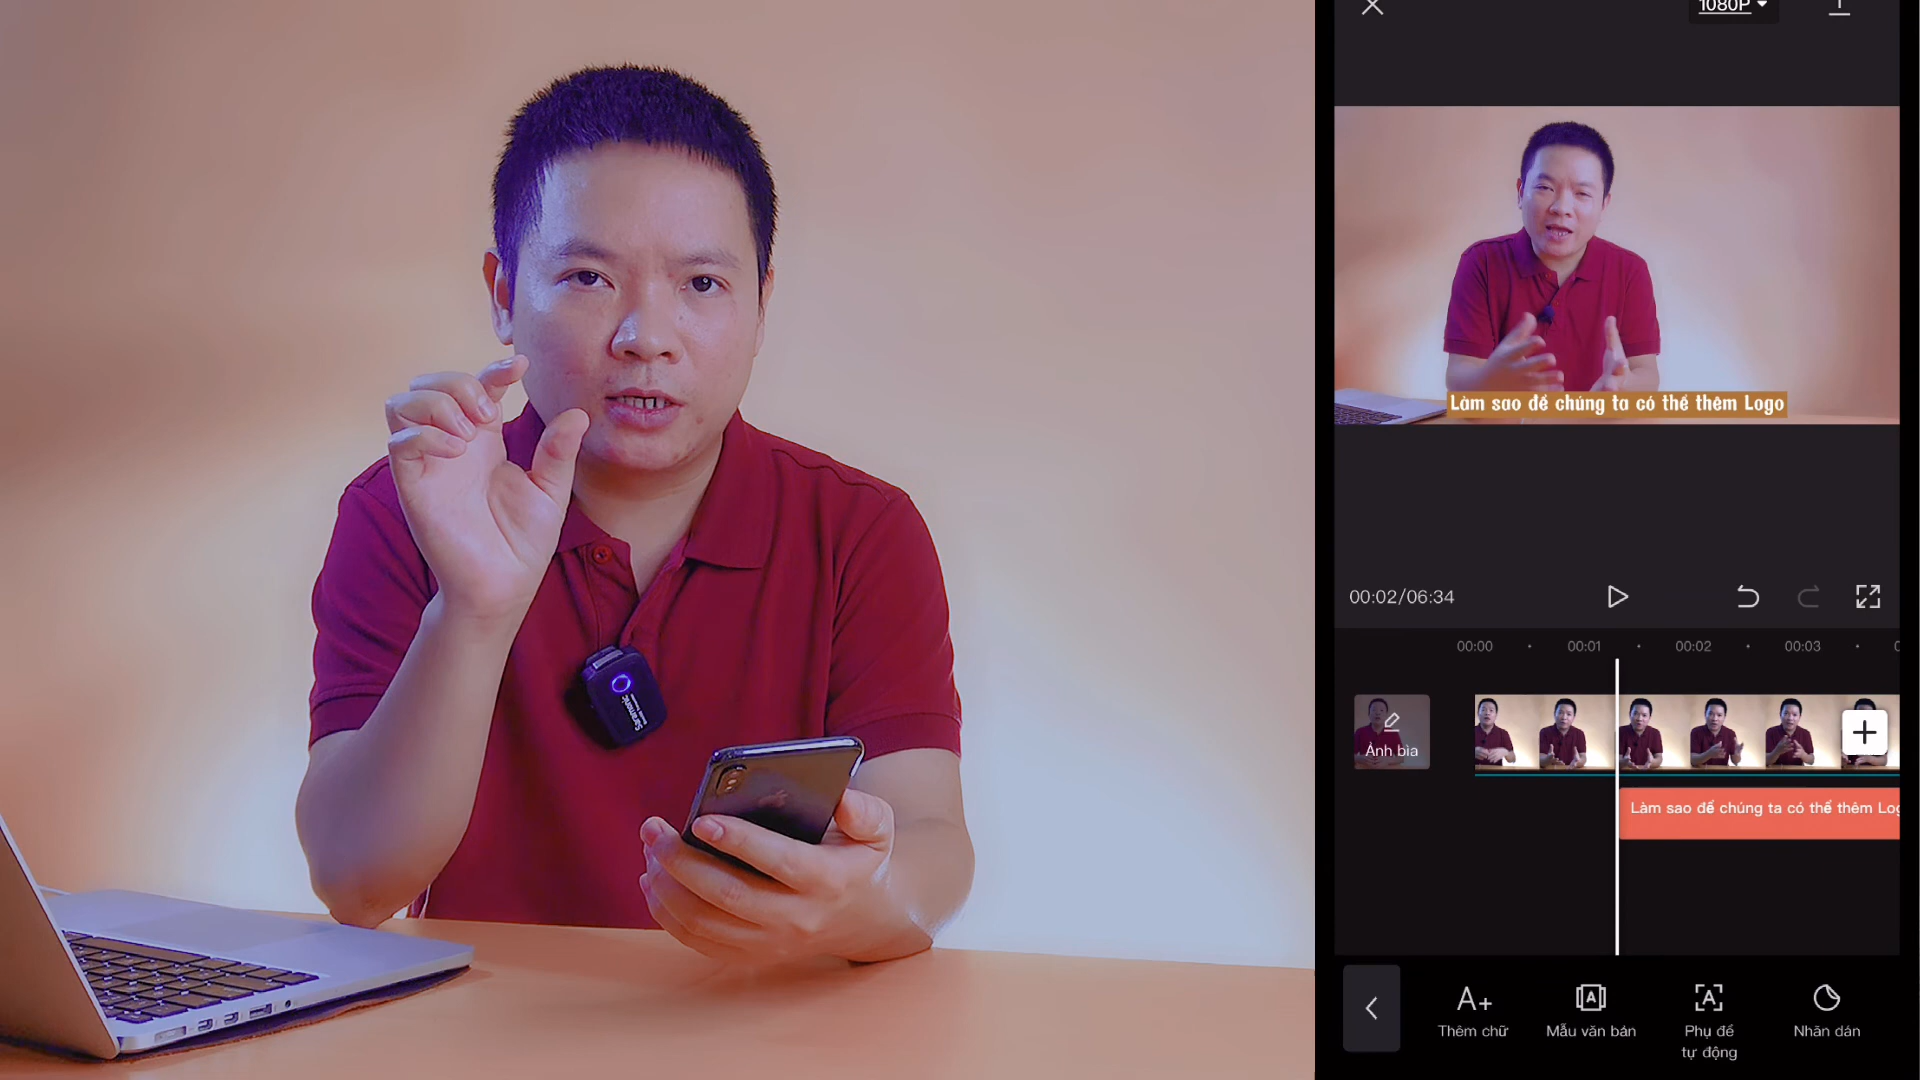 1080P
Làm sao để chúng ta có thể thêm Logo
00:02/06:34
00:00
00:01
00:02
00:03
Ảnh bìa
Làm sao để chúng ta có thể thêm
Saramonic
A+
Thêm chữ
Mẫu văn bản
Phụ đề
tự động
Nhãn dán